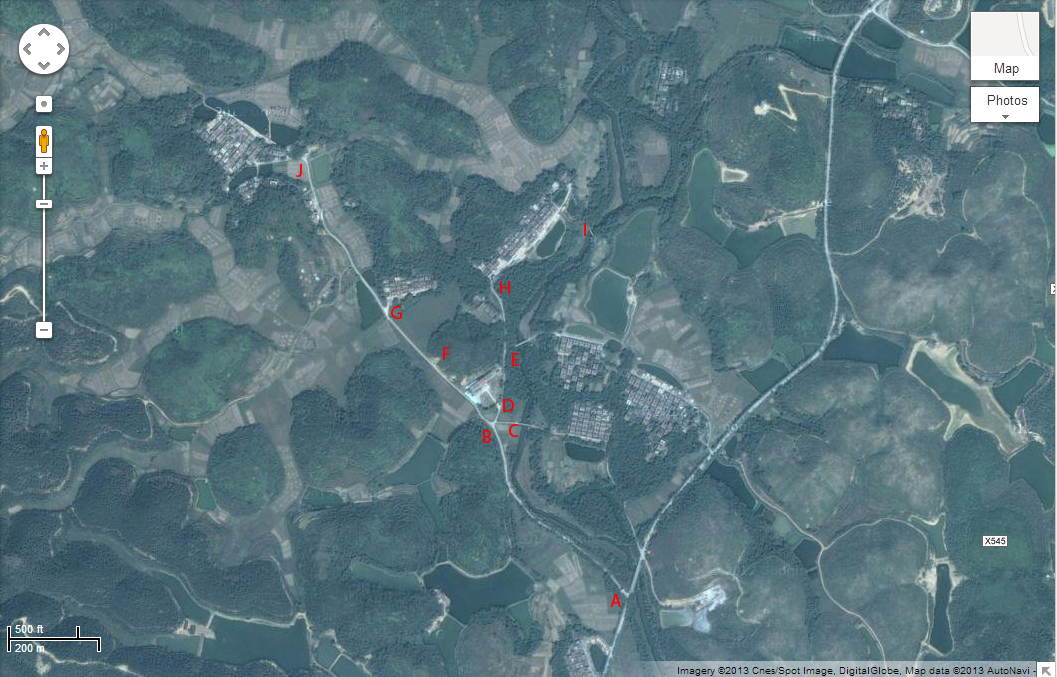 Map
Photos
J
I
H
G
F
E
D
B
C
X545
A
500 ft
200 m
Imagery ©2013 Cnes/Spot Image, DigitalGlobe, Map data ©2013 AutoNavi -